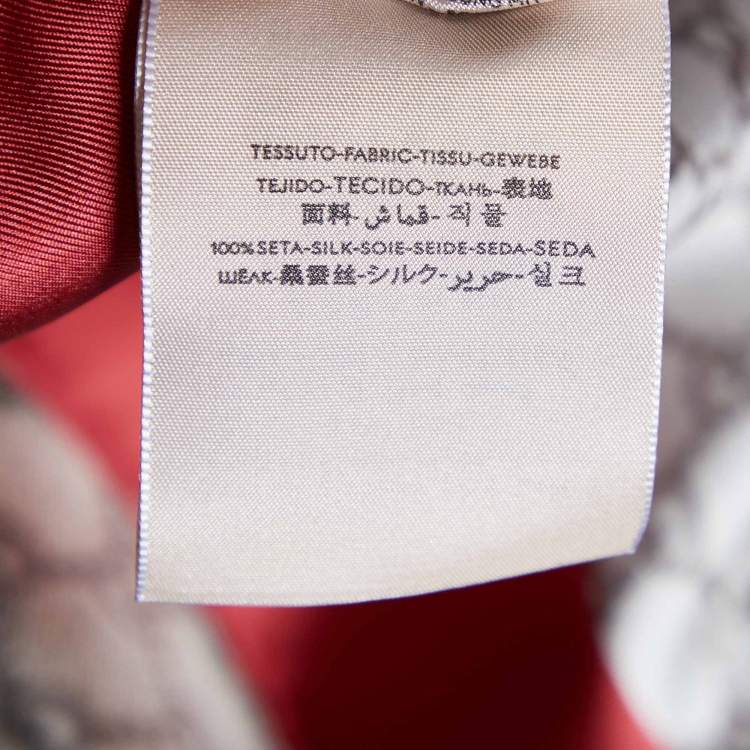 TESSUTO-FABRIC-TISSU-GEWEBE
TEJIDO-TECIDO-ТКАНЬ-表地
面料-قماش-직물
100% SETA-SILK-SOIE-SEIDE-SEDA-SEDA
ШЁЛК-桑蚕丝-シルク-حرير-실크